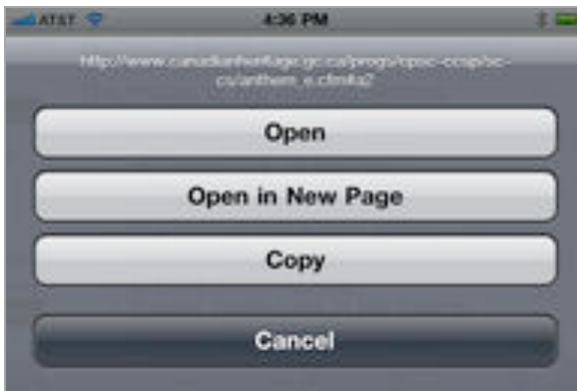 AT&T 4:36 PM
http://www.canadianheritage.gc.ca/progs/cpsc-ccsp/sc-
cs/anthem_e.cfm#a2
Open
Open in New Page
Copy
Cancel